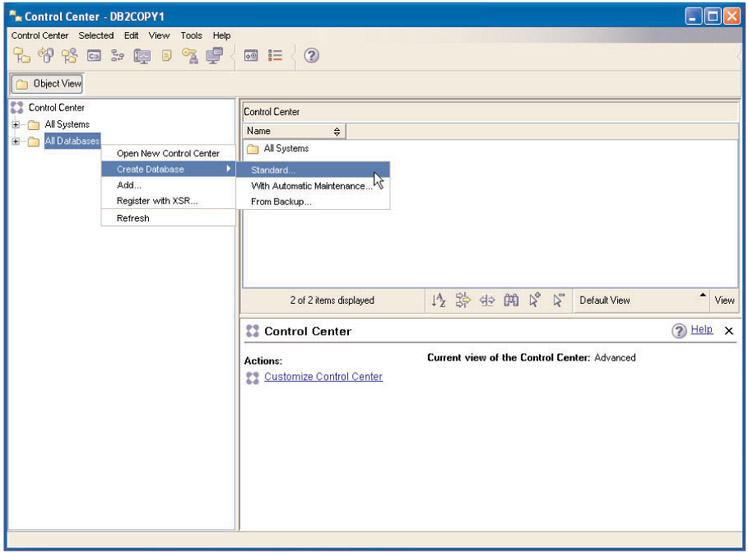 Control Center - DB2COPY1
Control Center Selected Edit View Tools Help
Object View
Control Center
All Systems
All Databases
Open New Control Center
Create Database
Add...
Register with XSR...
Refresh
Standard...
With Automatic Maintenance...
From Backup...
Control Center
Name
All Systems
2 of 2 items displayed
Default View
View
Control Center
Help
Actions:
Customize Control Center
Current view of the Control Center: Advanced